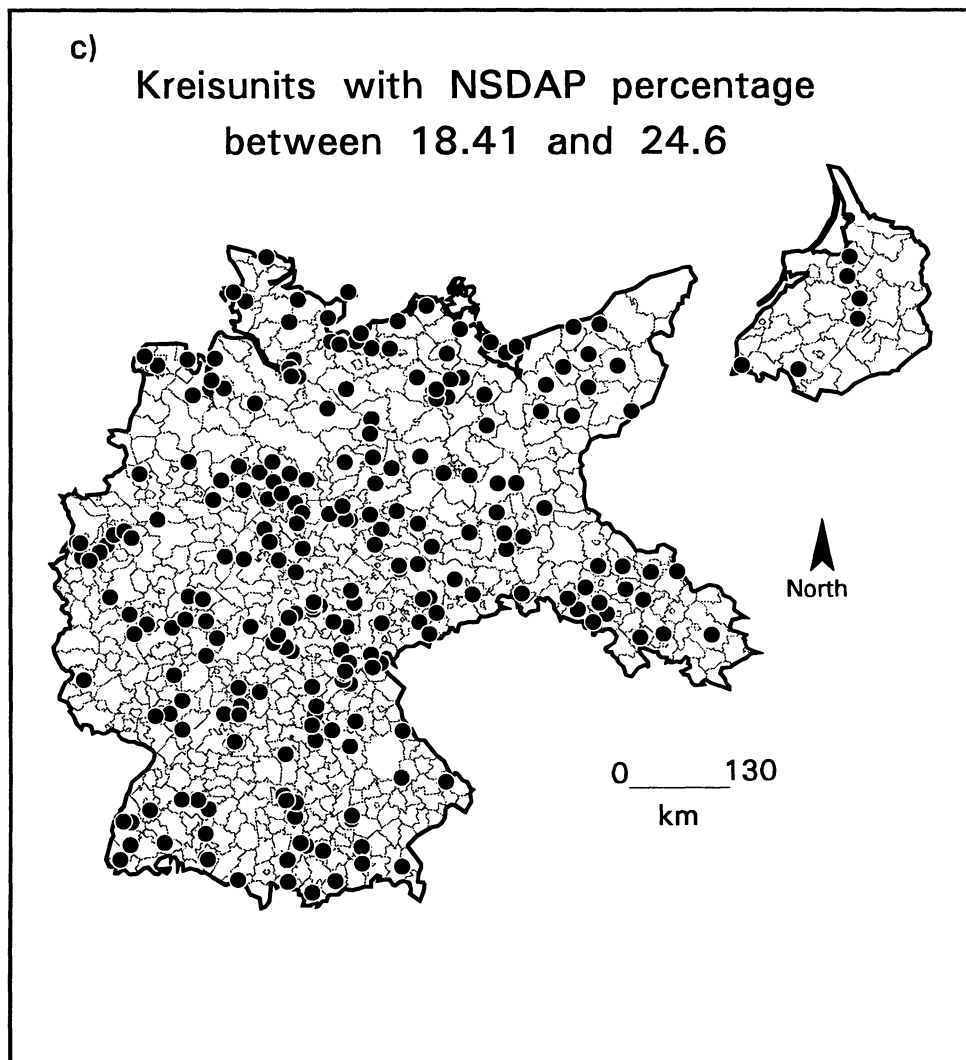 c)
Kreisunits with NSDAP percentage
between 18.41 and 24.6
North
0 130
km